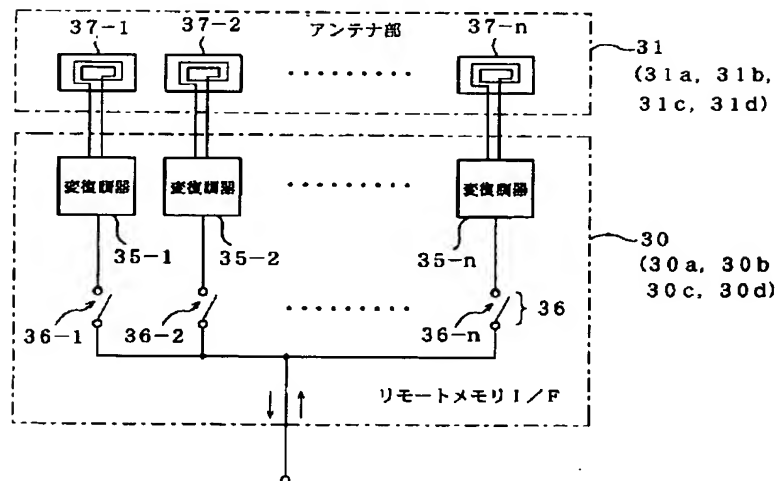 37-1 37-2 アンテナ部 37-n
31
(31a, 31b,
31c, 31d)
変復調器 変復調器 変復調器
35-1 35-2 35-n
30
(30a, 30b
30c, 30d)
36
36-1 36-2 36-n
リモートメモリI/F